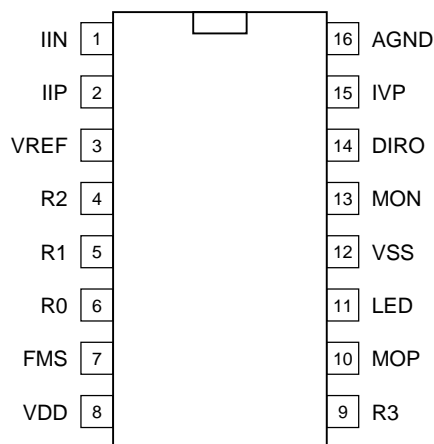 IIN 1 16 AGND
IIP 2 15 IVP
VREF 3 14 DIRO
R2 4 13 MON
R1 5 12 VSS
R0 6 11 LED
FMS 7 10 MOP
VDD 8 9 R3